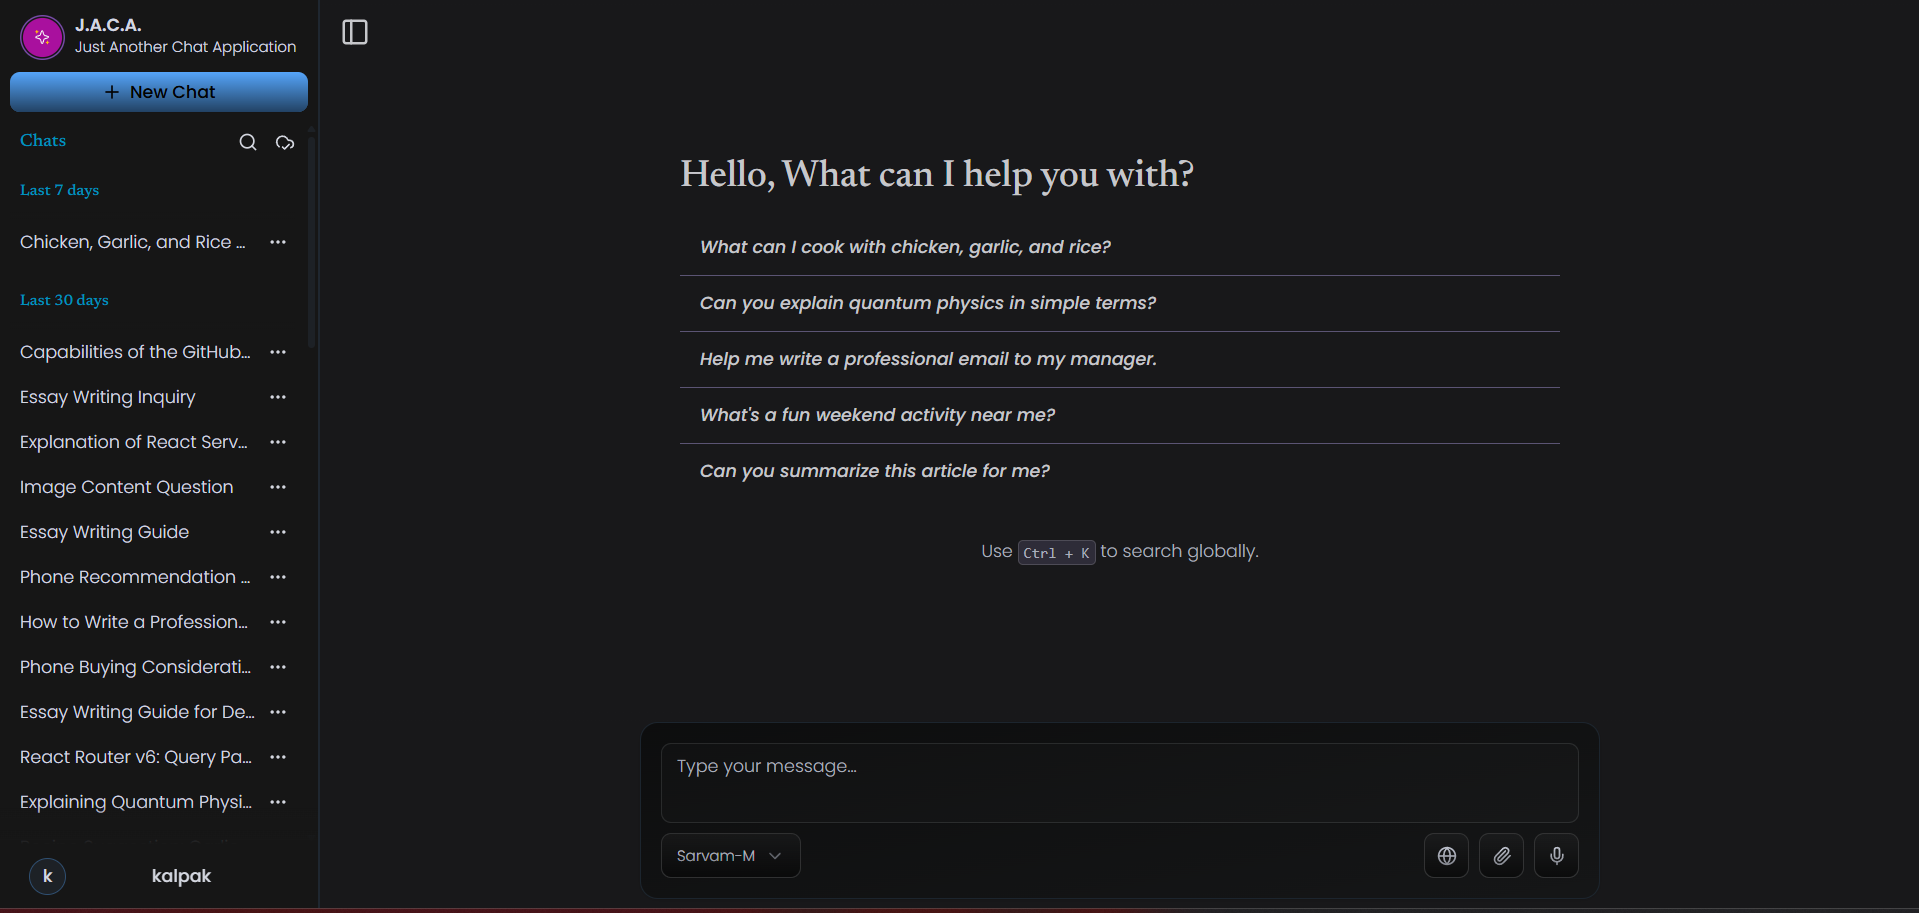 J.A.C.A.
Just Another Chat Application
+ New Chat
Chats
Last 7 days
Chicken, Garlic, and Rice ...
Last 30 days
Capabilities of the GitHub...
Essay Writing Inquiry
Explanation of React Serv...
Image Content Question
Essay Writing Guide
Phone Recommendation ...
How to Write a Profession...
Phone Buying Considerati...
Essay Writing Guide for De...
React Router v6: Query Pa...
Explaining Quantum Physi...
k
kalpak
Hello, What can I help you with?
What can I cook with chicken, garlic, and rice?
Can you explain quantum physics in simple terms?
Help me write a professional email to my manager.
What's a fun weekend activity near me?
Can you summarize this article for me?
Use Ctrl + K to search globally.
Type your message...
Sarvam-M